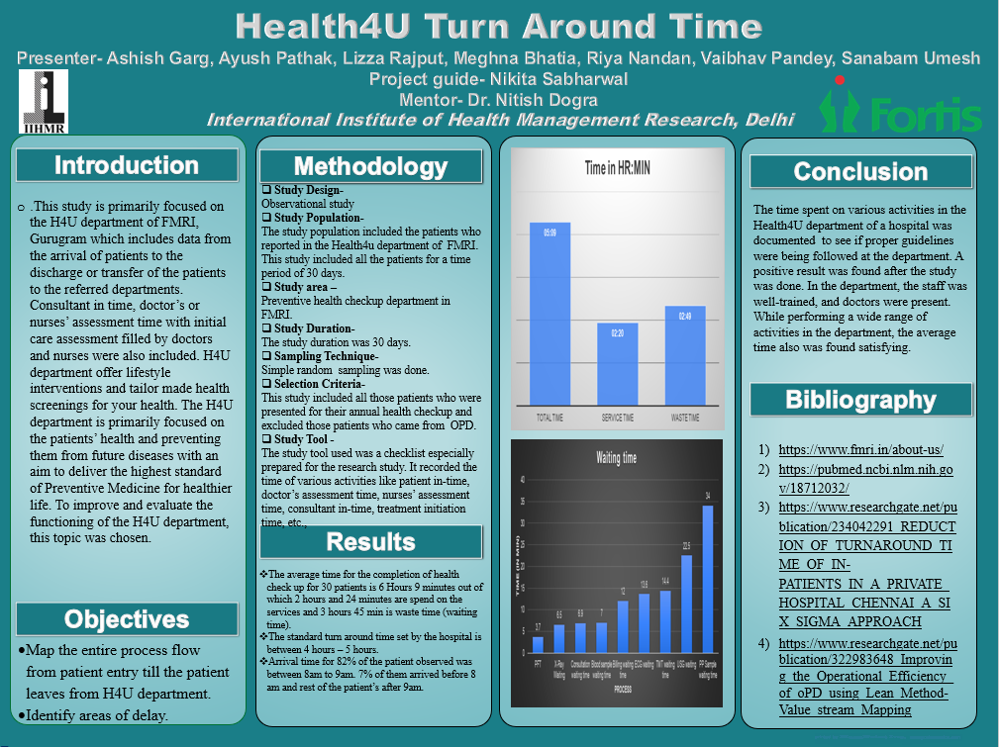 Health4U Turn Around Time
Presenter- Ashish Garg, Ayush Pathak, Lizza Rajput, Meghna Bhatia, Riya Nandan, Vaibhav Pandey, Sanabam Umesh
Project guide- Nikita Sabharwal
Mentor- Dr. Nitish Dogra
International Institute of Health Management Research, Delhi
IIHMR
Fortis
Introduction
o .This study is primarily focused on
the H4U department of FMRI,
Gurugram which includes data from
the arrival of patients to the
discharge or transfer of the patients
to the referred departments.
Consultant in time, doctor's or
nurses' assessment time with initial
care assessment filled by doctors
and nurses were also included. H4U
department offer lifestyle
interventions and tailor made health
screenings for your health. The H4U
department is primarily focused on
the patients' health and preventing
them from future diseases with an
aim to deliver the highest standard
of Preventive Medicine for healthier
life. To improve and evaluate the
functioning of the H4U department,
this topic was chosen.
Objectives
•Map the entire process flow
from patient entry till the patient
leaves from H4U department.
•Identify areas of delay.
Methodology
❑ Study Design-
Observational study
❑ Study Population-
The study population included the patients who
reported in the Health4u department of FMRI.
This study included all the patients for a time
period of 30 days.
❑ Study area –
Preventive health checkup department in
FMRI.
❑ Study Duration-
The study duration was 30 days.
❑ Sampling Technique-
Simple random sampling was done.
❑ Selection Criteria-
This study included all those patients who were
presented for their annual health checkup and
excluded those patients who came from OPD.
❑ Study Tool -
The study tool used was a checklist especially
prepared for the research study. It recorded the
time of various activities like patient in-time,
doctor's assessment time, nurses' assessment
time, consultant in-time, treatment initiation
time, etc.,
Results
❖The average time for the completion of health
check up for 30 patients is 6 Hours 9 minutes out of
which 2 hours and 24 minutes are spend on the
services and 3 hours 45 min is waste time (waiting
time).
❖The standard turn around time set by the hospital is
between 4 hours – 5 hours.
❖Arrival time for 82% of the patient observed was
between 8am to 9am. 7% of them arrived before 8
am and rest of the patient's after 9am.
Time in HR:MIN
05:09
02:20
02:49
TOTAL TIME SERVICE TIME WASTE TIME
Waiting time
TIME (IN MIN)
40
35
30
25
20
15
10
5
0
3.7
6.5
6.9
7
12
13.6
14.4
22.5
34
PFT X-Ray Consultation Blood sample Billing waiting ECG waiting TMT waiting USG waiting PP Sample
Waiting waiting time waiting time time time time time waiting time
PROCESS
Conclusion
The time spent on various activities in the
Health4U department of a hospital was
documented to see if proper guidelines
were being followed at the department. A
positive result was found after the study
was done. In the department, the staff was
well-trained, and doctors were present.
While performing a wide range of
activities in the department, the average
time also was found satisfying.
Bibliography
1) https://www.fmri.in/about-us/
2) https://pubmed.ncbi.nlm.nih.go
v/18712032/
3) https://www.researchgate.net/pu
blication/234042291_REDUCT
ION_OF_TURNAROUND_TI
ME_OF_IN-
PATIENTS_IN_A_PRIVATE_
HOSPITAL_CHENNAI_A_SI
X_SIGMA_APPROACH
4) https://www.researchgate.net/pu
blication/322983648_Improvin
g_the_Operational_Efficiency_
of_oPD_using_Lean_Method-
Value_stream_Mapping